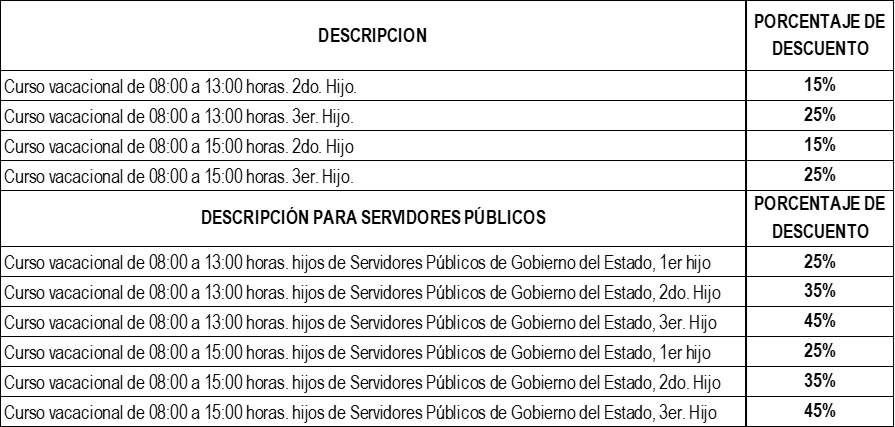 DESCRIPCION
PORCENTAJE DE
DESCUENTO
Curso vacacional de 08:00 a 13:00 horas. 2do. Hijo.
15%
Curso vacacional de 08:00 a 13:00 horas. 3er. Hijo.
25%
Curso vacacional de 08:00 a 15:00 horas. 2do. Hijo
15%
Curso vacacional de 08:00 a 15:00 horas. 3er. Hijo.
25%
DESCRIPCIÓN PARA SERVIDORES PÚBLICOS
PORCENTAJE DE
DESCUENTO
Curso vacacional de 08:00 a 13:00 horas. hijos de Servidores Públicos de Gobierno del Estado, 1er hijo
25%
Curso vacacional de 08:00 a 13:00 horas. hijos de Servidores Públicos de Gobierno del Estado, 2do. Hijo
35%
Curso vacacional de 08:00 a 13:00 horas. hijos de Servidores Públicos de Gobierno del Estado, 3er. Hijo
45%
Curso vacacional de 08:00 a 15:00 horas. hijos de Servidores Públicos de Gobierno del Estado, 1er hijo
25%
Curso vacacional de 08:00 a 15:00 horas. hijos de Servidores Públicos de Gobierno del Estado, 2do. Hijo
35%
Curso vacacional de 08:00 a 15:00 horas. hijos de Servidores Públicos de Gobierno del Estado, 3er. Hijo
45%